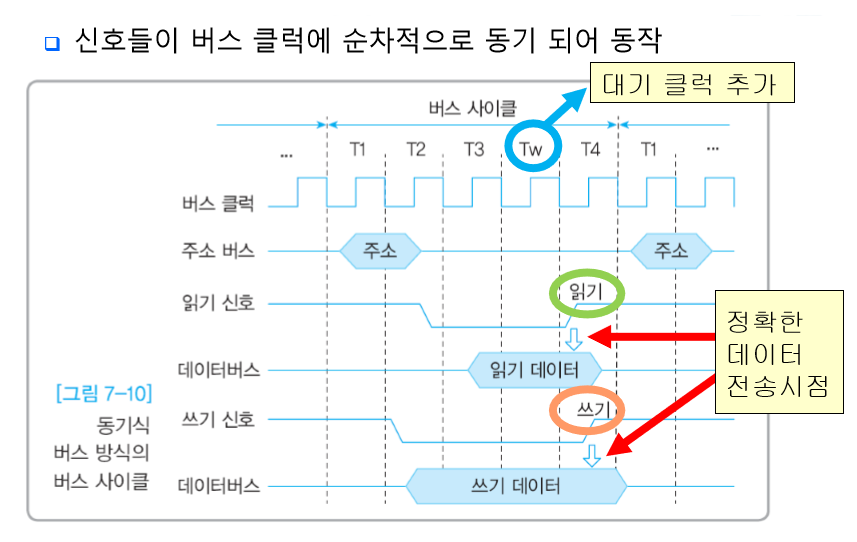 신호들이 버스 클럭에 순차적으로 동기 되어 동작
대기 클럭 추가
버스 사이클
... T1 T2 T3 Tw T4 T1 ...
버스 클럭
주소 버스 주소 주소
읽기 신호 읽기
정확한
데이터
전송시점
데이터버스 읽기 데이터
[그림 7-10]
동기식
버스 방식의
버스 사이클
쓰기 신호 쓰기
데이터버스 쓰기 데이터